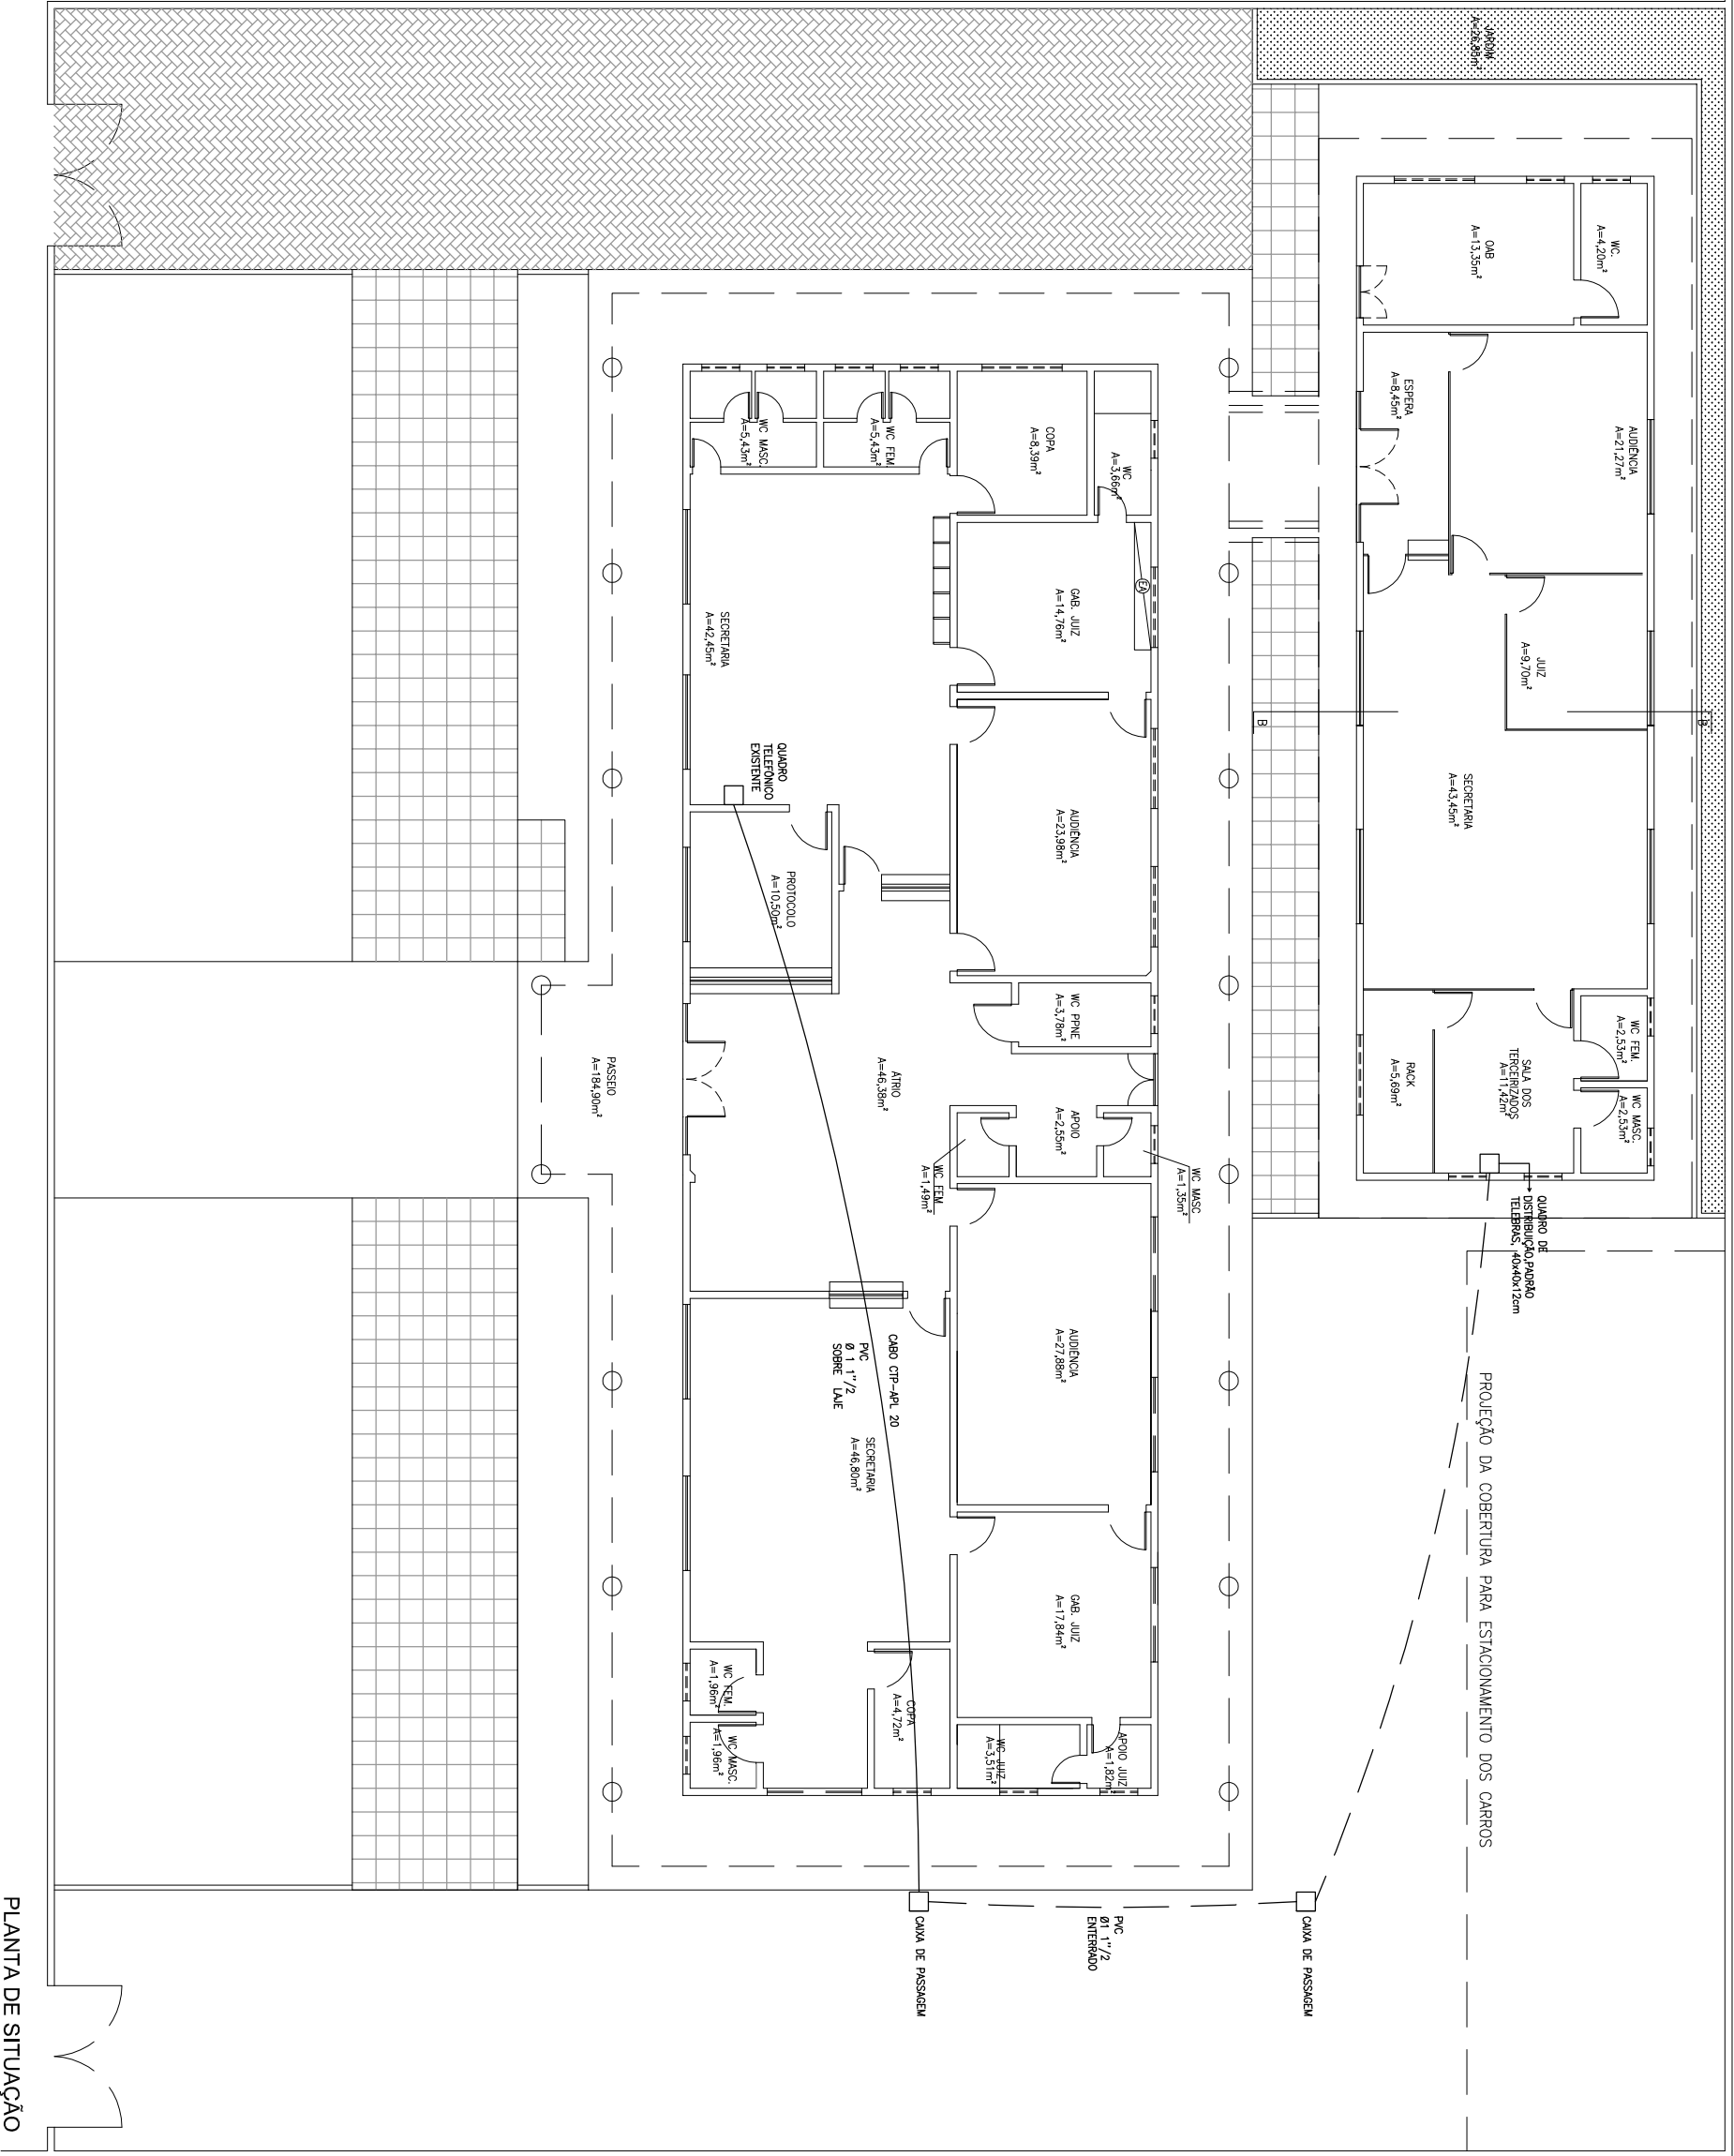 JARDIM
A=26,85m²
WC.
A=4,20m²
OAB
A=13,35m²
AUDIÊNCIA
A=21,27m²
ESPERA
A=8,45m²
JUIZ
A=9,70m²
B
B
SECRETARIA
A=43,45m²
WC FEM.
A=2,53m²
WC MASC.
A=2,53m²
SALA DOS
TERCEIRIZADOS
A=11,42m²
RACK
A=5,69m²
QUADRO DE
DISTRIBUIÇÃO,PADRÃO
TELEBRAS, 40x40x12cm
PROJEÇÃO DA COBERTURA PARA ESTACIONAMENTO DOS CARROS
WC
A=3,66m²
COPA
A=8,39m²
WC FEM.
A=5,43m²
WC MASC.
A=5,43m²
EA
GAB. JUIZ
A=14,76m²
SECRETARIA
A=42,45m²
QUADRO
TELEFÔNICO
EXISTENTE
AUDIÊNCIA
A=23,98m²
PROTOCOLO
A=10,50m²
WC PPNE
A=3,78m²
ÁTRIO
A=46,38m²
PASSEIO
A=184,90m²
APOIO
A=2,55m²
WC MASC
A=1,35m²
WC FEM
A=1,49m²
AUDIÊNCIA
A=27,88m²
CABO CTP-APL 20
PVC
Ø 1 1"/2
SOBRE LAJE
SECRETARIA
A=46,80m²
GAB. JUIZ
A=17,84m²
WC FEM.
A=1,96m²
WC MASC.
A=1,96m²
COPA
A=4,72m²
WC JUIZ
A=3,51m²
APOIO JUIZ
A=1,82m²
CAIXA DE PASSAGEM
PVC
Ø1 1"/2
ENTERRADO
CAIXA DE PASSAGEM
PLANTA DE SITUAÇÃO